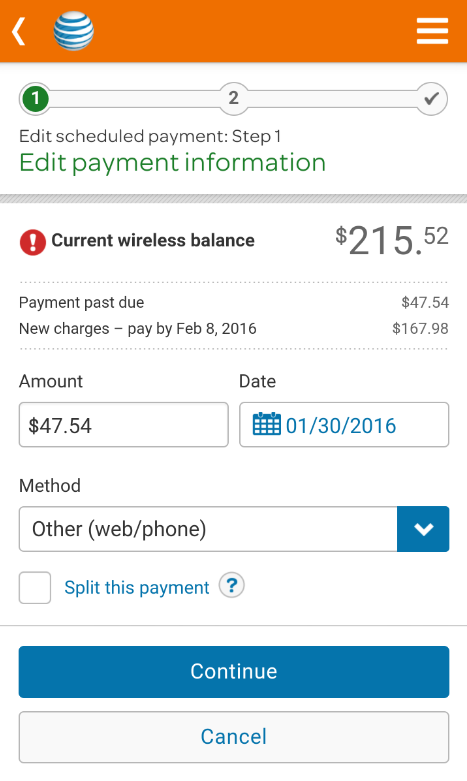 1 2
Edit scheduled payment: Step 1
Edit payment information
Current wireless balance $215.52
Payment past due $47.54
New charges – pay by Feb 8, 2016 $167.98
Amount Date
$47.54 01/30/2016
Method
Other (web/phone)
Split this payment ?
Continue
Cancel